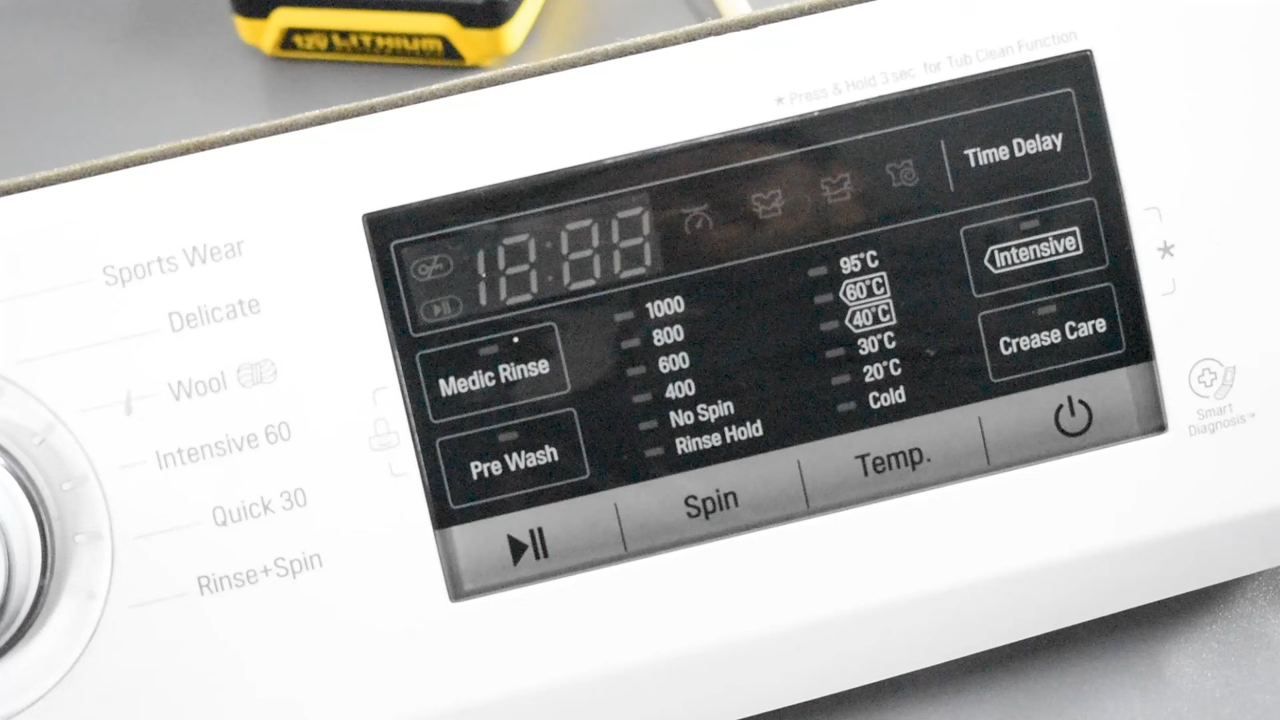 12V LITHIUM
* Press & Hold 3 sec for Tub Clean Function
Sports Wear
Delicate
Wool
Intensive 60
Quick 30
Rinse+Spin
18:88
Time Delay
Medic Rinse
Pre Wash
1000
800
600
400
No Spin
Rinse Hold
95°C
60°C
40°C
30°C
20°C
Cold
Intensive
*
Crease Care
Spin
Temp.
Smart
Diagnosis™